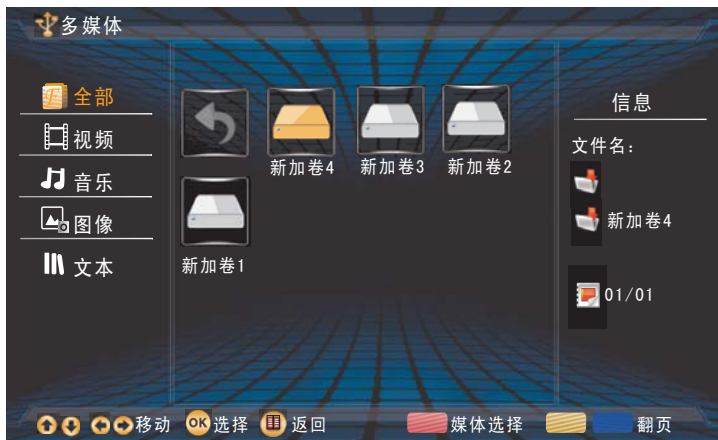 多媒体
全部
视频
音乐
图像
文本
新加卷4
新加卷3
新加卷2
新加卷1
信息
文件名：
新加卷4
01/01
移动 OK 选择 返回 媒体选择 翻页